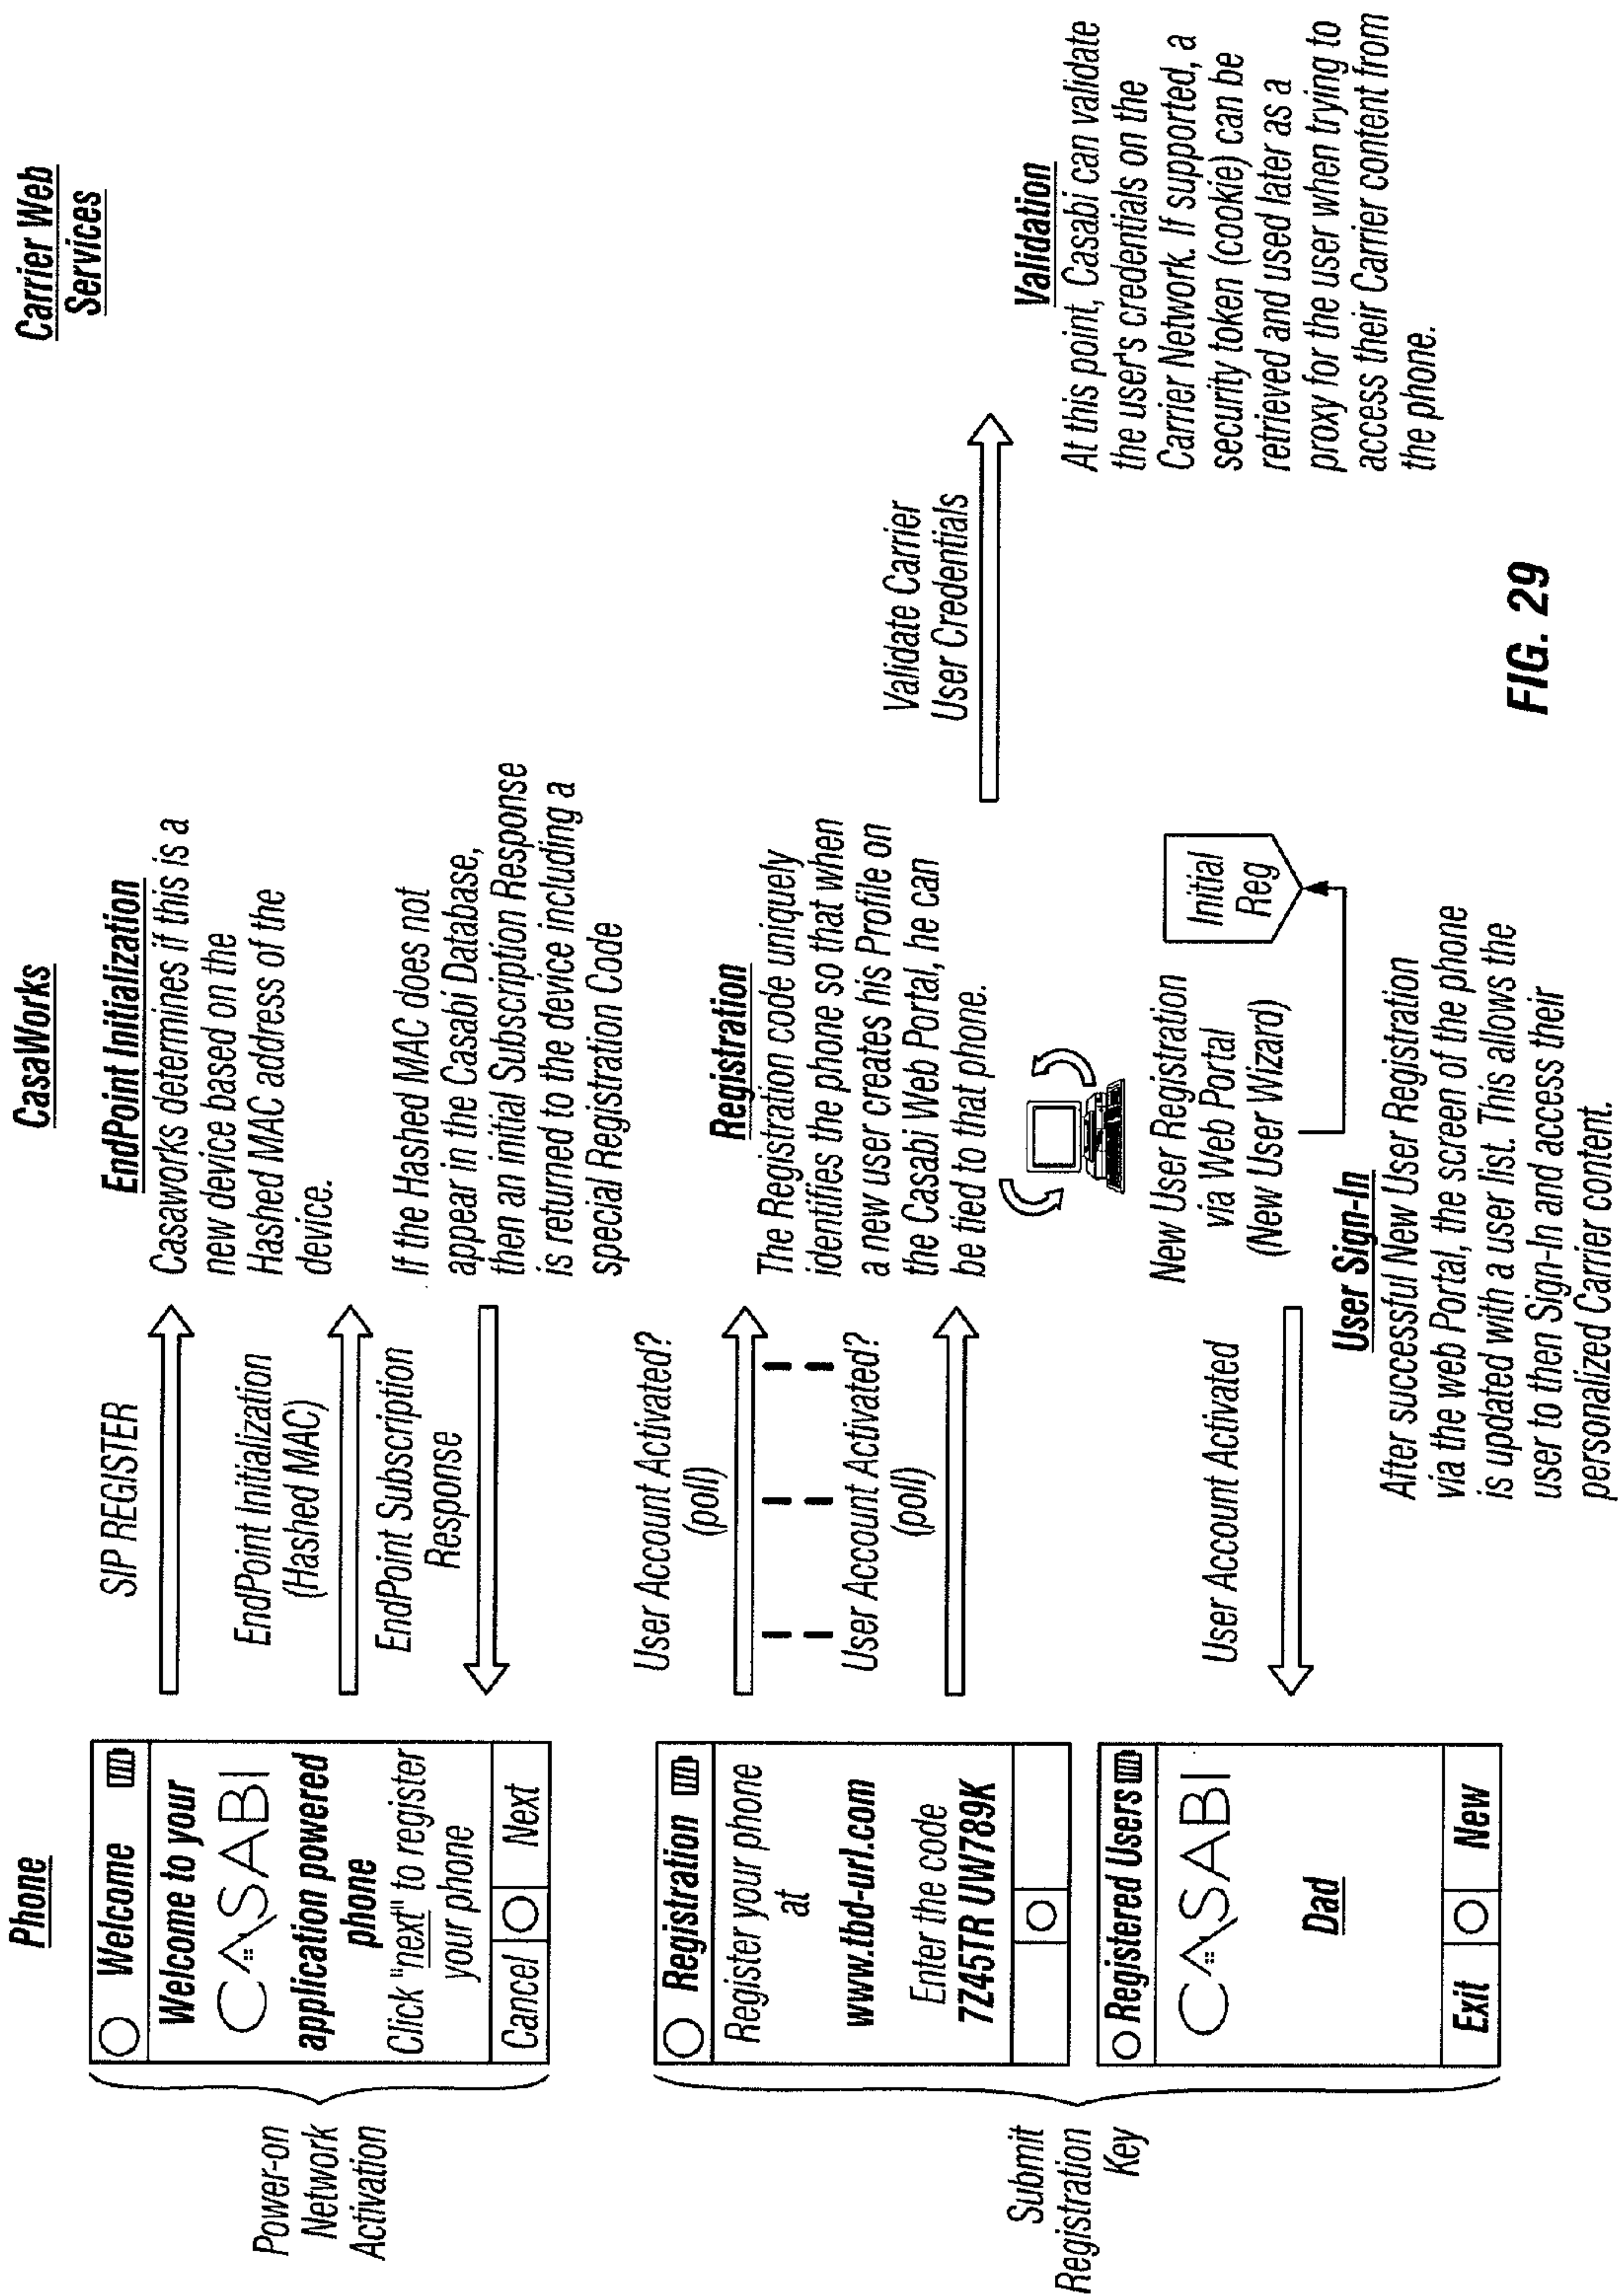 Phone
CasaWorks
Carrier Web
Services
Power-on
Network
Activation
Welcome
Welcome to your
CASABI
application powered
phone
Click "next" to register
your phone
Cancel
Next
SIP REGISTER
EndPoint Initialization
(Hashed MAC)
EndPoint Subscription
Response
EndPoint Initialization
Casaworks determines if this is a
new device based on the
Hashed MAC address of the
device.
If the Hashed MAC does not
appear in the Casabi Database,
then an initial Subscription Response
is returned to the device including a
special Registration Code
Submit
Registration
Key
Registration
Register your phone
at
www.tbd-url.com
Enter the code
7Z45TR UW789K
User Account Activated?
(poll)
User Account Activated?
(poll)
Registration
The Registration code uniquely
identifies the phone so that when
a new user creates his Profile on
the Casabi Web Portal, he can
be tied to that phone.
Validate Carrier
User Credentials
Validation
At this point, Casabi can validate
the user's credentials on the
Carrier Network. If supported, a
security token (cookie) can be
retrieved and used later as a
proxy for the user when trying to
access their Carrier content from
the phone.
New User Registration
via Web Portal
(New User Wizard)
Initial
Reg
Registered Users
CASABI
Dad
Exit
New
User Account Activated
User Sign-In
After successful New User Registration
via the web Portal, the screen of the phone
is updated with a user list. This allows the
user to then Sign-In and access their
personalized Carrier content.
FIG. 29